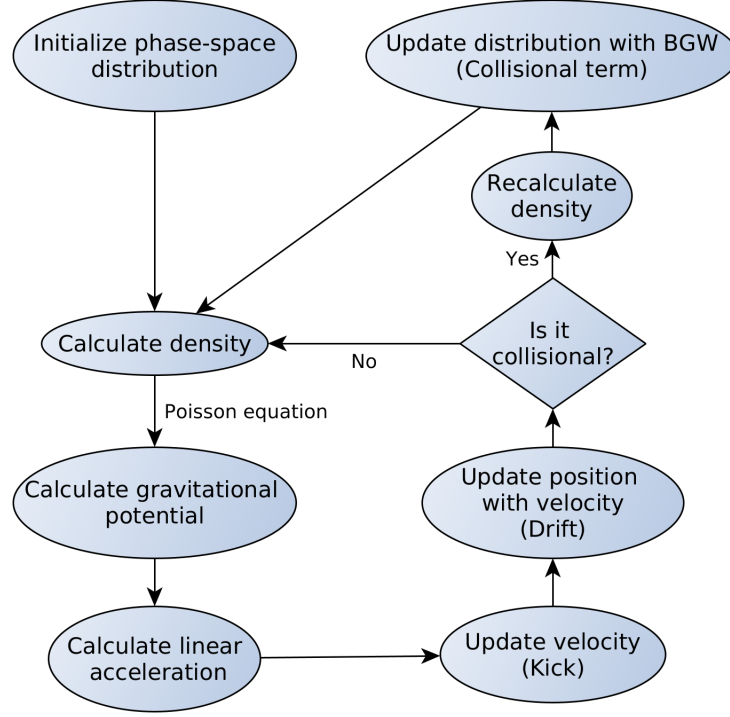 Initialize phase-space
distribution
Update distribution with BGW
(Collisional term)
Recalculate
density
Yes
Is it
collisional?
Calculate density
No
Poisson equation
Calculate gravitational
potential
Update position
with velocity
(Drift)
Calculate linear
acceleration
Update velocity
(Kick)